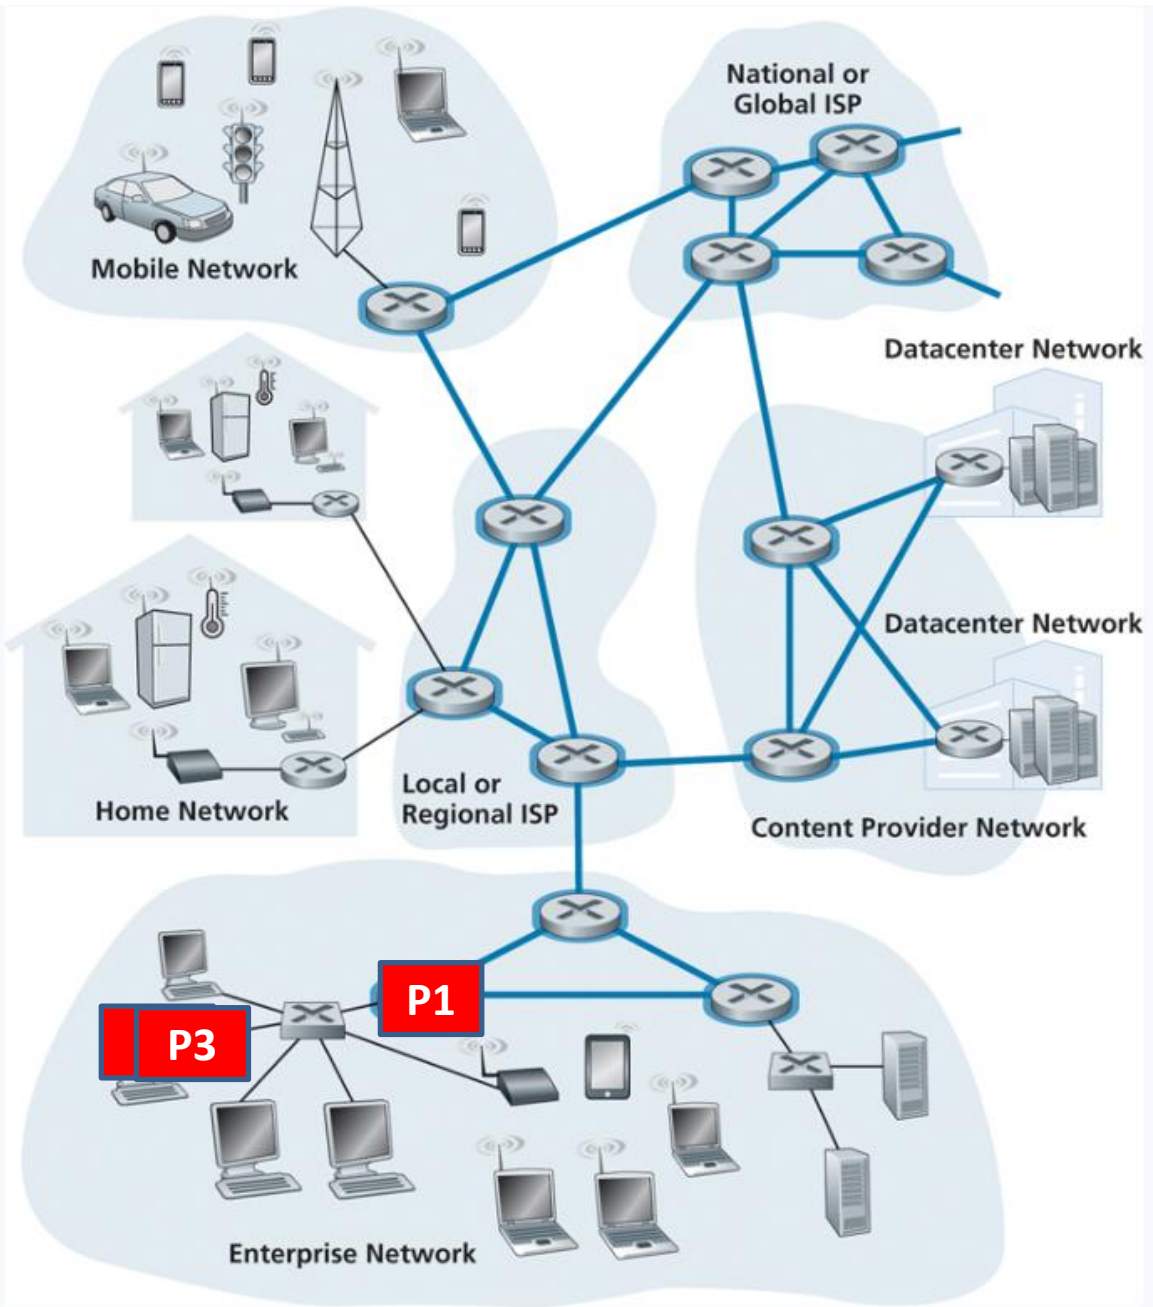 National or
Global ISP
Mobile Network
Datacenter Network
Datacenter Network
Local or
Regional ISP
Home Network
Content Provider Network
P1
P3
Enterprise Network